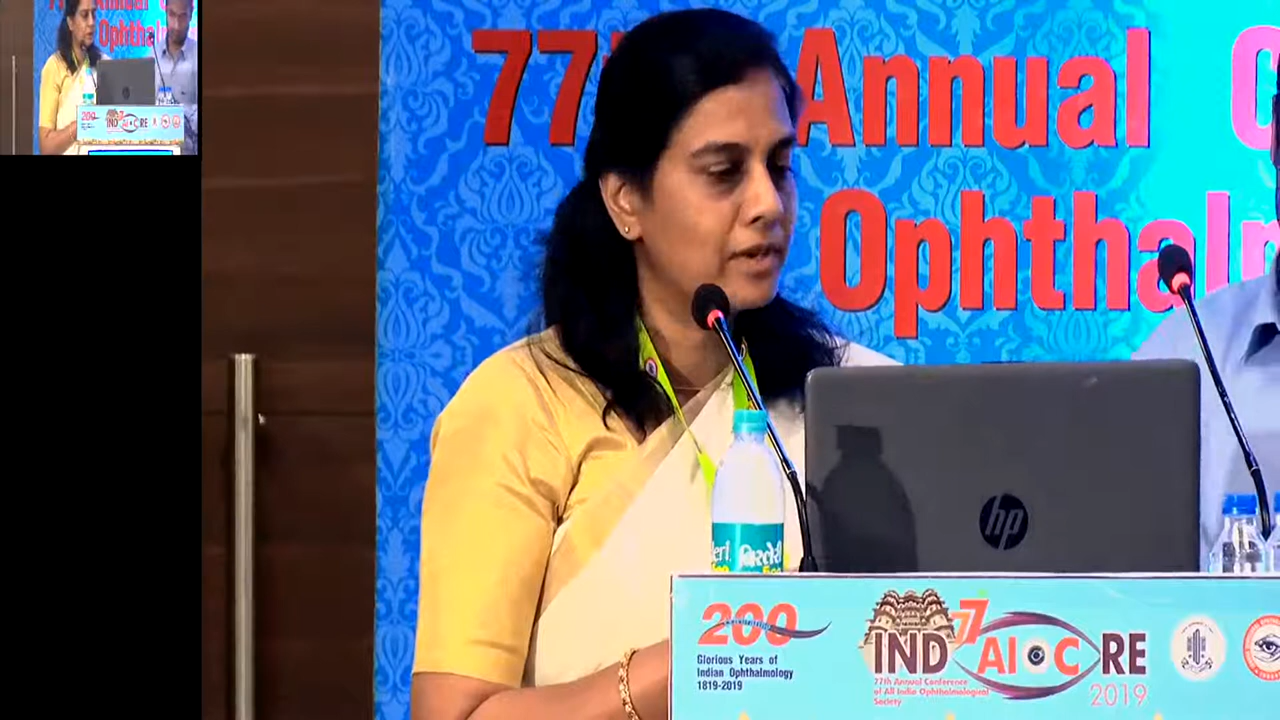 77 Annual
Ophthal
hp
બિસ્લેરી
200
Glorious Years of
Indian Ophthalmology
1819-2019
77
IND AI C RE
2019
77th Annual Conference
of All India Ophthalmological
Society